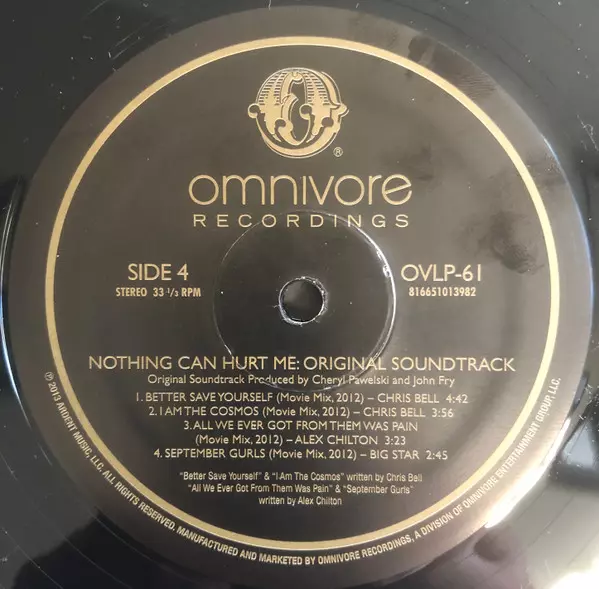 O
®
omnivore
RECORDINGS
SIDE 4
STEREO 33 ⅓ RPM
OVLP-61
816651013982
NOTHING CAN HURT ME: ORIGINAL SOUNDTRACK
Original Soundtrack Produced by Cheryl Pawelski and John Fry
1. BETTER SAVE YOURSELF (Movie Mix, 2012) – CHRIS BELL 4:42
2. I AM THE COSMOS (Movie Mix, 2012) – CHRIS BELL 3:56
3. ALL WE EVER GOT FROM THEM WAS PAIN
(Movie Mix, 2012) – ALEX CHILTON 3:23
4. SEPTEMBER GURLS (Movie Mix, 2012) – BIG STAR 2:45
"Better Save Yourself" & "I Am The Cosmos" written by Chris Bell
"All We Ever Got From Them Was Pain" & "September Gurls"
written by Alex Chilton
℗ 2013 ARDENT MUSIC, LLC. ALL RIGHTS RESERVED. MANUFACTURED AND MARKETED BY OMNIVORE RECORDINGS, A DIVISION OF OMNIVORE ENTERTAINMENT GROUP, LLC.